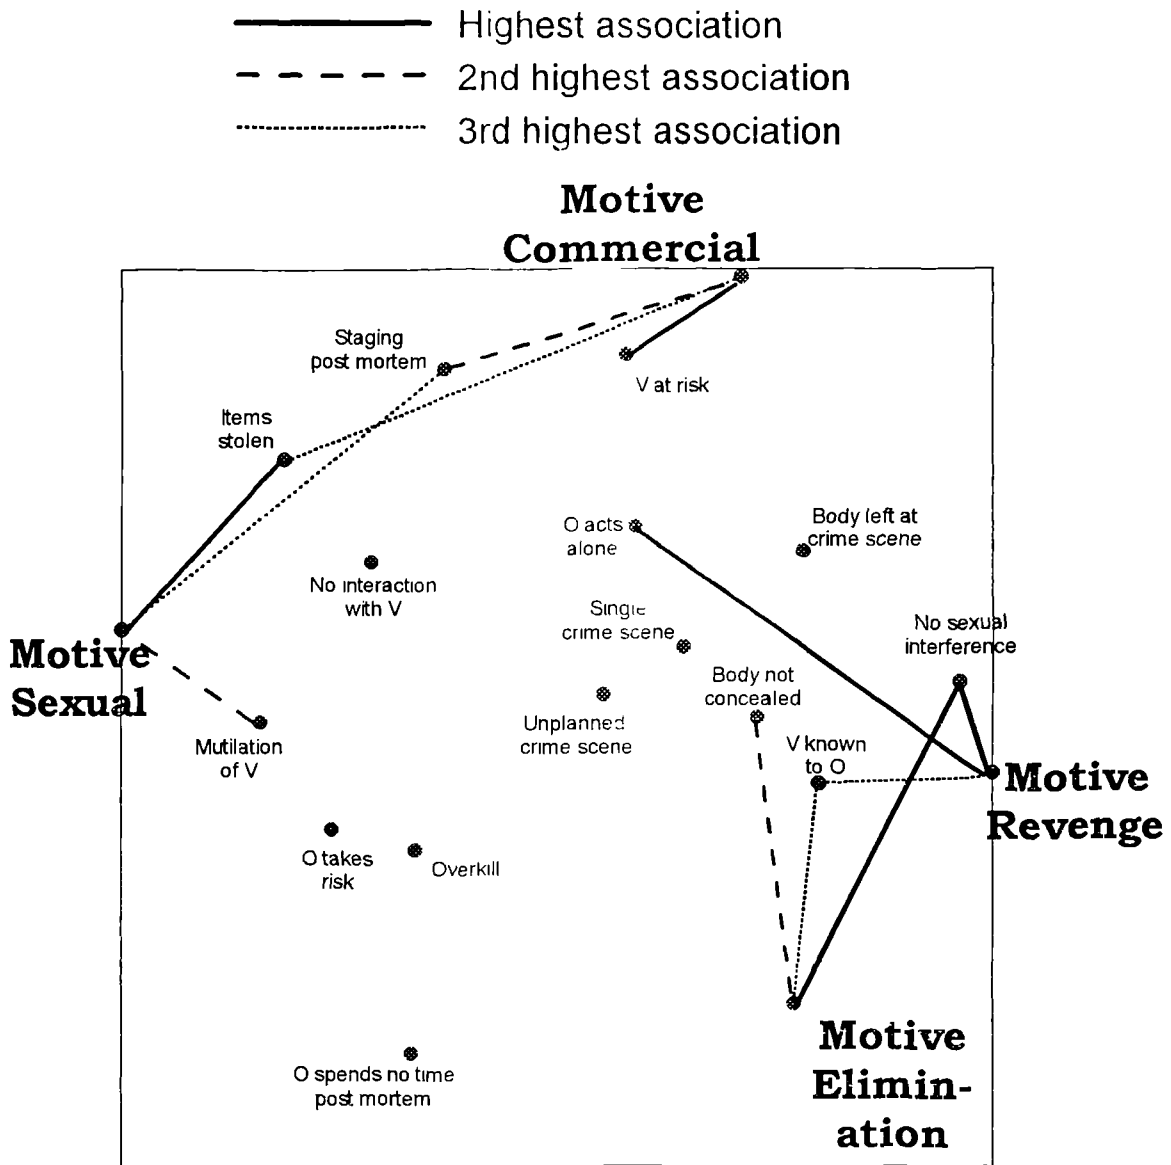 Highest association
2nd highest association
3rd highest association
Motive
Commercial
Staging
post mortem
V at risk
Items
stolen
O acts
alone
Body left at
crime scene
No interaction
with V
Single
crime scene
No sexual
interference
Motive
Sexual
Body not
concealed
Mutilation
of V
Unplanned
crime scene
V known
to O
Motive
Revenge
O takes
risk
Overkill
Motive
Elimin-
ation
O spends no time
post mortem